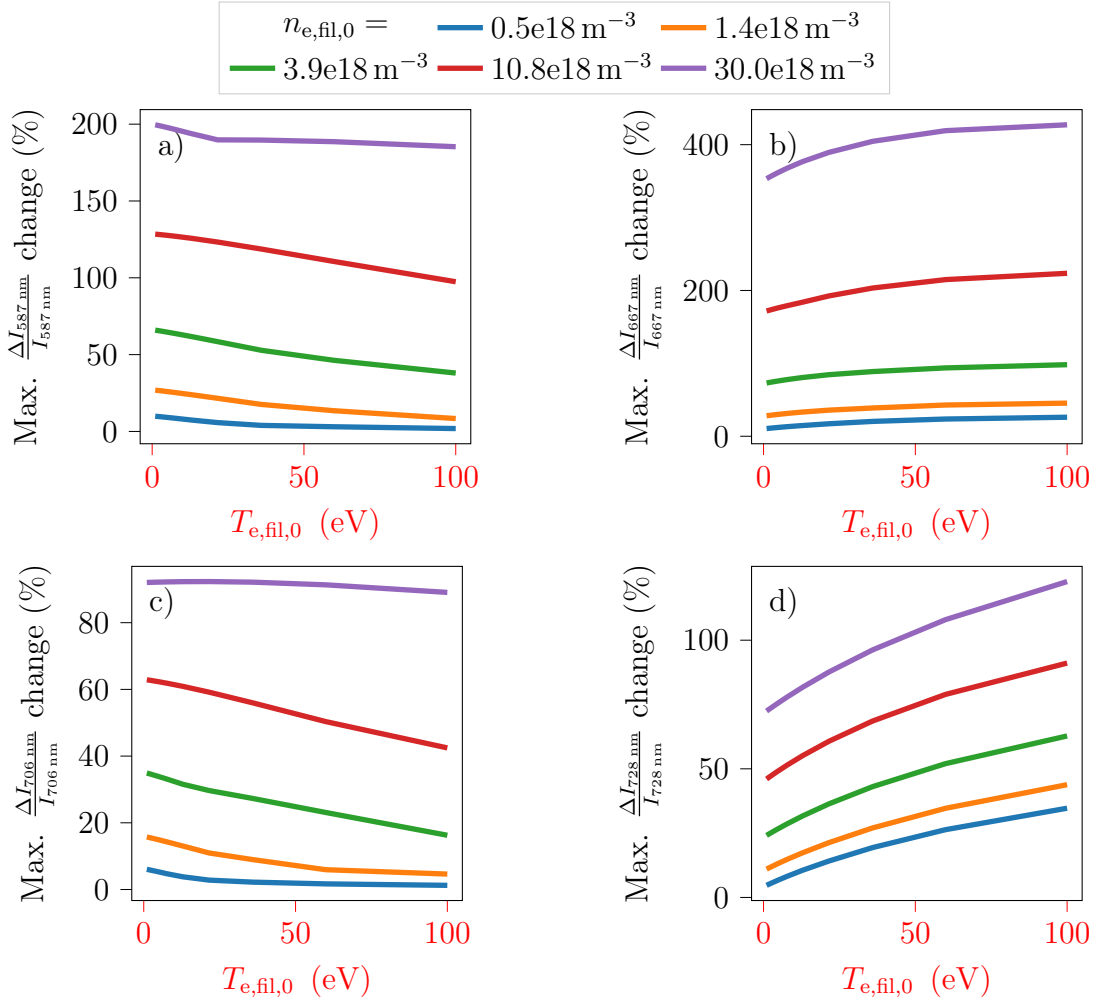 n_e,fil,0 = 0.5e18 m⁻³ 1.4e18 m⁻³
3.9e18 m⁻³ 10.8e18 m⁻³ 30.0e18 m⁻³
a)
Max. ΔI_587 nm / I_587 nm change (%)
200
150
100
50
0
0 50 100
T_e,fil,0 (eV)
b)
Max. ΔI_667 nm / I_667 nm change (%)
400
200
0
0 50 100
T_e,fil,0 (eV)
c)
Max. ΔI_706 nm / I_706 nm change (%)
80
60
40
20
0
0 50 100
T_e,fil,0 (eV)
d)
Max. ΔI_728 nm / I_728 nm change (%)
100
50
0
0 50 100
T_e,fil,0 (eV)